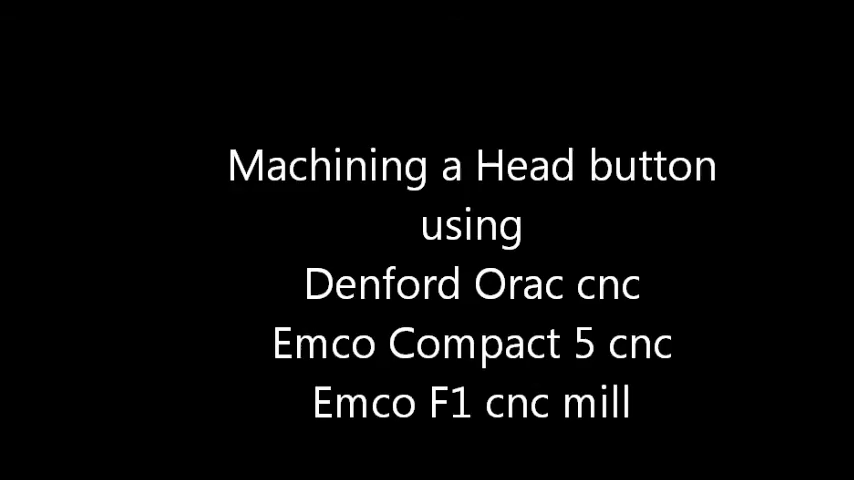 Machining a Head button
using
Denford Orac cnc
Emco Compact 5 cnc
Emco F1 cnc mill